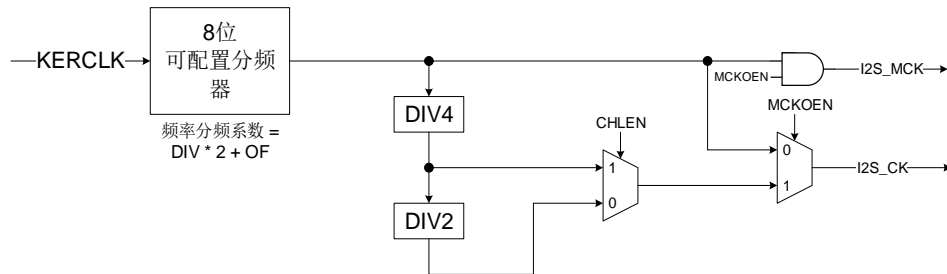 8位
可配置分频
器
KERCLK
频率分频系数 =
DIV * 2 + OF
DIV4
DIV2
CHLEN
1
0
MCKOEN
I2S_MCK
MCKOEN
0
1
I2S_CK